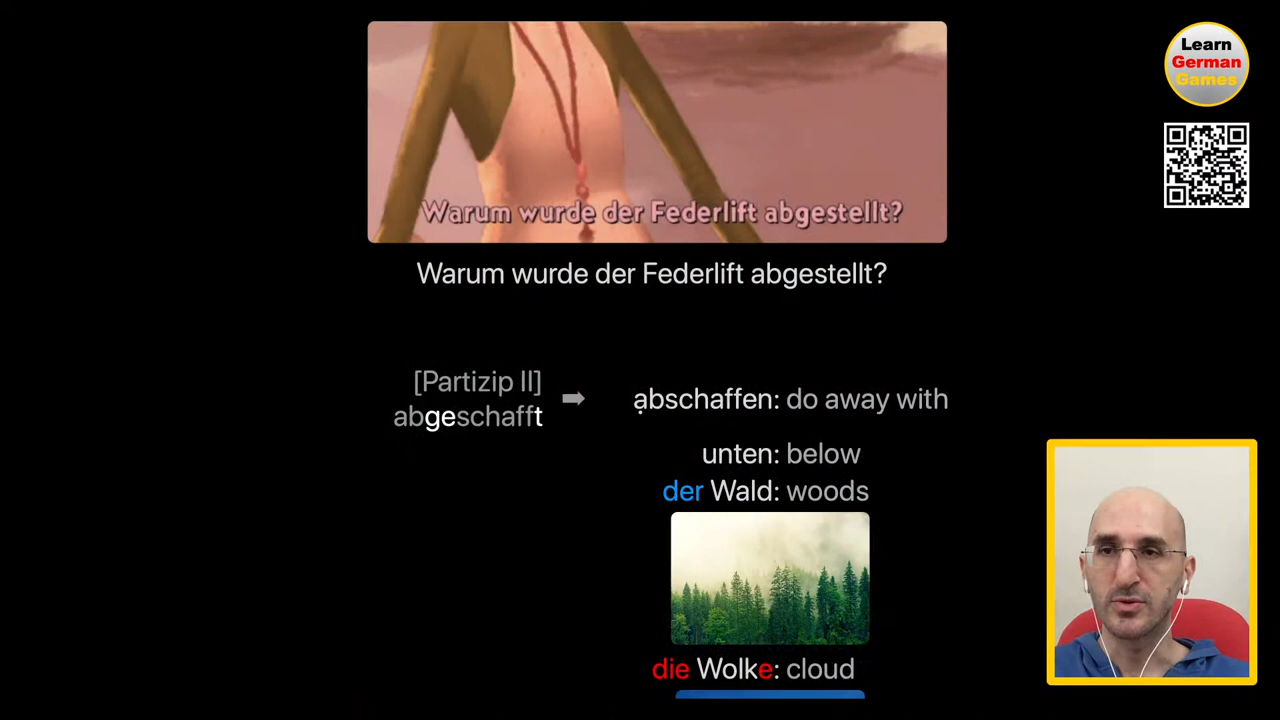 Learn
German
Games
Warum wurde der Federlift abgestellt?
Warum wurde der Federlift abgestellt?
[Partizip II]
abgeschafft
➡
ạbschaffen: do away with
unten: below
der Wald: woods
die Wolke: cloud